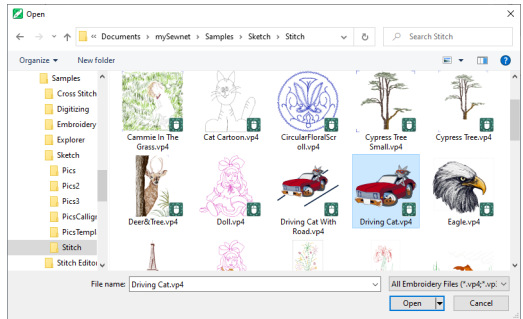 Open
« Documents > mySewnet > Samples > Sketch > Stitch
Search Stitch
Organize
New folder
Samples
Cross Stitch
Digitizing
Embroidery
Explorer
Sketch
Pics
Pics2
Pics3
PicsCallig
PicsTempl
Stitch
Stitch Editor
Cammie In The
Grass.vp4
Cat Cartoon.vp4
CircularFloralScr
oll.vp4
Cypress Tree
Small.vp4
Cypress Tree.vp4
Deer&Tree.vp4
Doll.vp4
Driving Cat With
Road.vp4
Driving Cat.vp4
Eagle.vp4
File name:
Driving Cat.vp4
All Embroidery Files (*.vp4;*.vp:
Open
Cancel